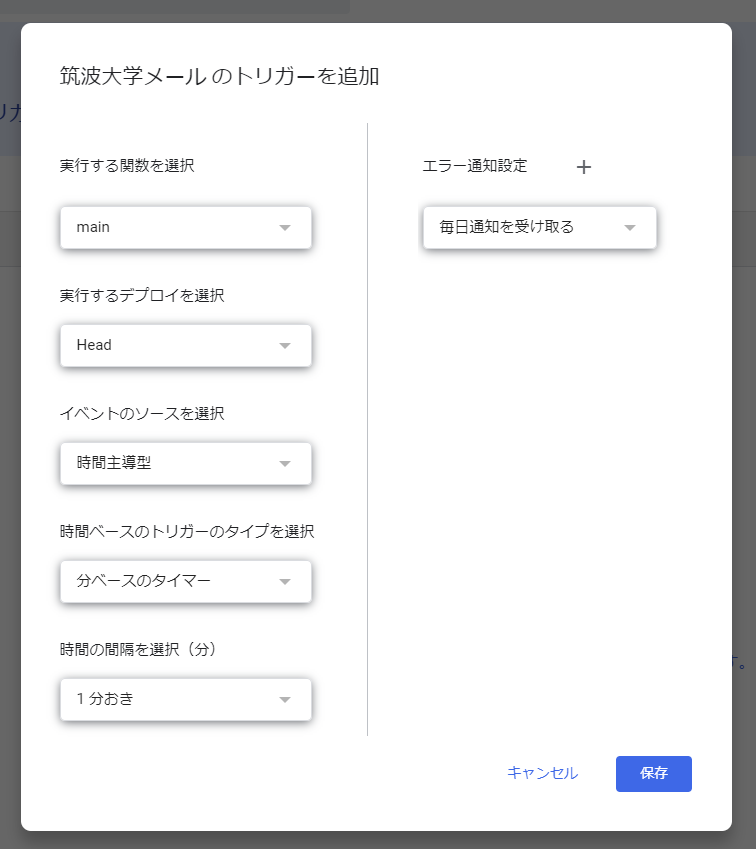 筑波大学メール のトリガーを追加
実行する関数を選択
main
実行するデプロイを選択
Head
イベントのソースを選択
時間主導型
時間ベースのトリガーのタイプを選択
分ベースのタイマー
時間の間隔を選択（分）
1 分おき
エラー通知設定
毎日通知を受け取る
す。
キャンセル
保存